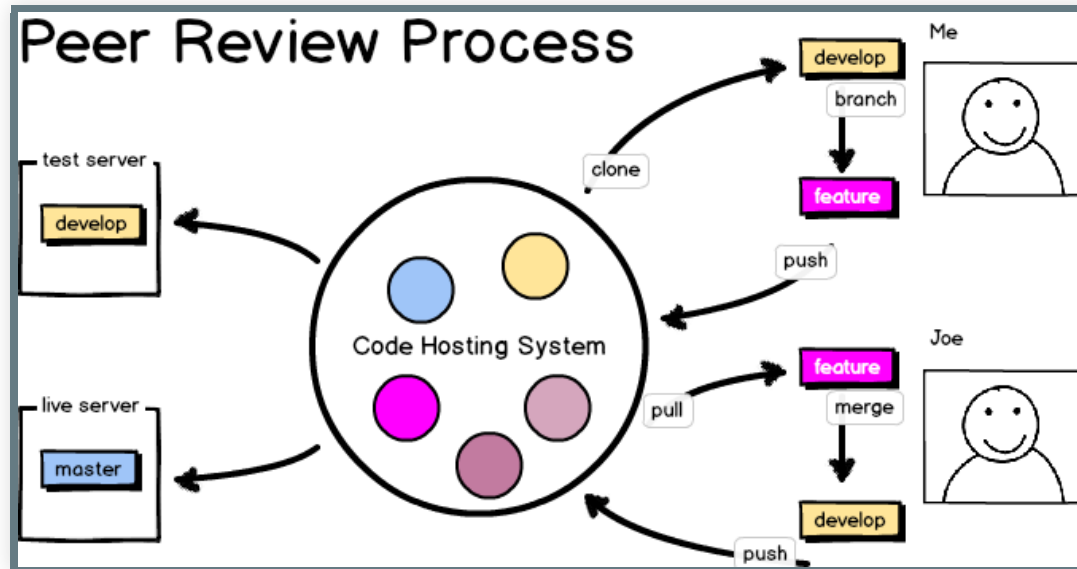 Peer Review Process
Me
develop
branch
clone
feature
push
test server
develop
Code Hosting System
Joe
feature
pull
merge
live server
master
develop
push